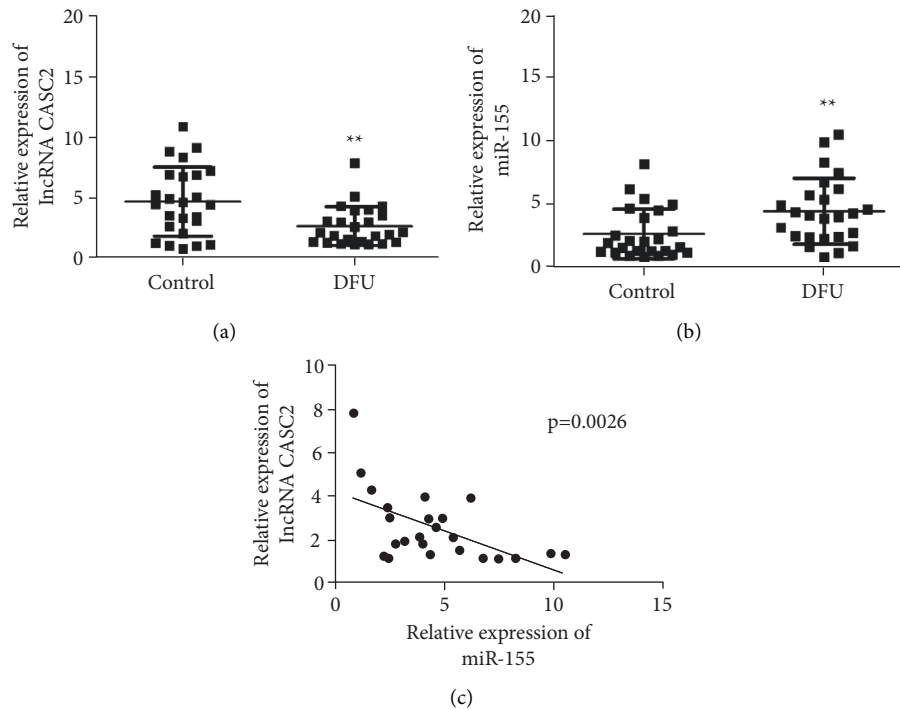 Relative expression of
lncRNA CASC2
20
15
10
5
0
**
Control
DFU
(a)
Relative expression of
miR-155
20
15
10
5
0
**
Control
DFU
(b)
Relative expression of
lncRNA CASC2
10
8
6
4
2
0
p=0.0026
0
5
10
15
Relative expression of
miR-155
(c)